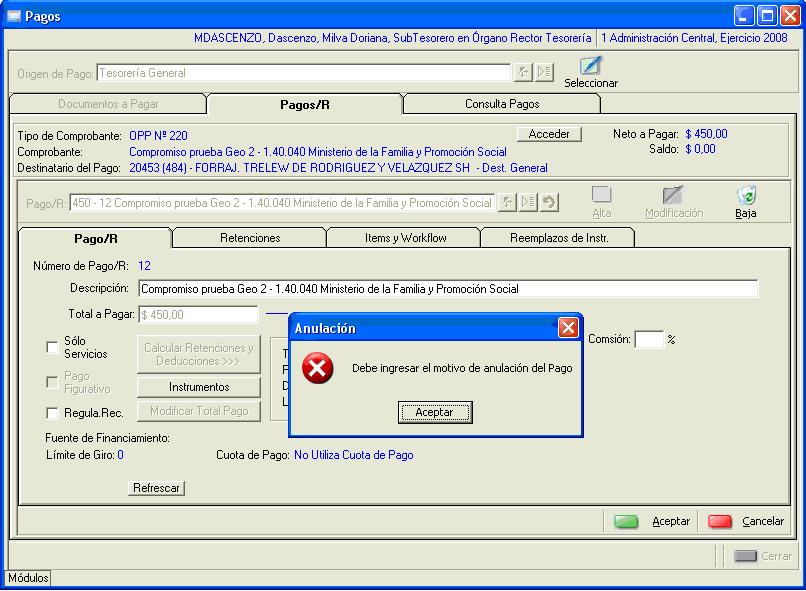 Pagos
MDASCENZO, Dascenzo, Milva Doriana, SubTesorero en Órgano Rector Tesorería 1 Administración Central, Ejercicio 2008
Origen de Pago: Tesorería General
Seleccionar
Documentos a Pagar Pagos/R Consulta Pagos
Tipo de Comprobante: OPP Nº 220 Acceder Neto a Pagar: $ 450,00
Comprobante: Compromiso prueba Geo 2 - 1.40.040 Ministerio de la Familia y Promoción Social Saldo: $ 0,00
Destinatario del Pago: 20453 (484) - FORRAJ. TRELEW DE RODRIGUEZ Y VELAZQUEZ SH - Dest. General
Pago/R: 450 - 12 Compromiso prueba Geo 2 - 1.40.040 Ministerio de la Familia y Promoción Social
Alta Modificación Baja
Pago/R Retenciones Items y Workflow Reemplazos de Instr.
Número de Pago/R: 12
Descripción: Compromiso prueba Geo 2 - 1.40.040 Ministerio de la Familia y Promoción Social
Total a Pagar: $ 450,00
Anulación
Debe ingresar el motivo de anulación del Pago
Aceptar
Comsión: %
Sólo
Servicios
Calcular Retenciones y
Deducciones >>>
Pago
Figurativo
Instrumentos
Regula.Rec.
Modificar Total Pago
Fuente de Financiamiento:
Límite de Giro: 0 Cuota de Pago: No Utiliza Cuota de Pago
Refrescar
Aceptar Cancelar
Cerrar
Módulos